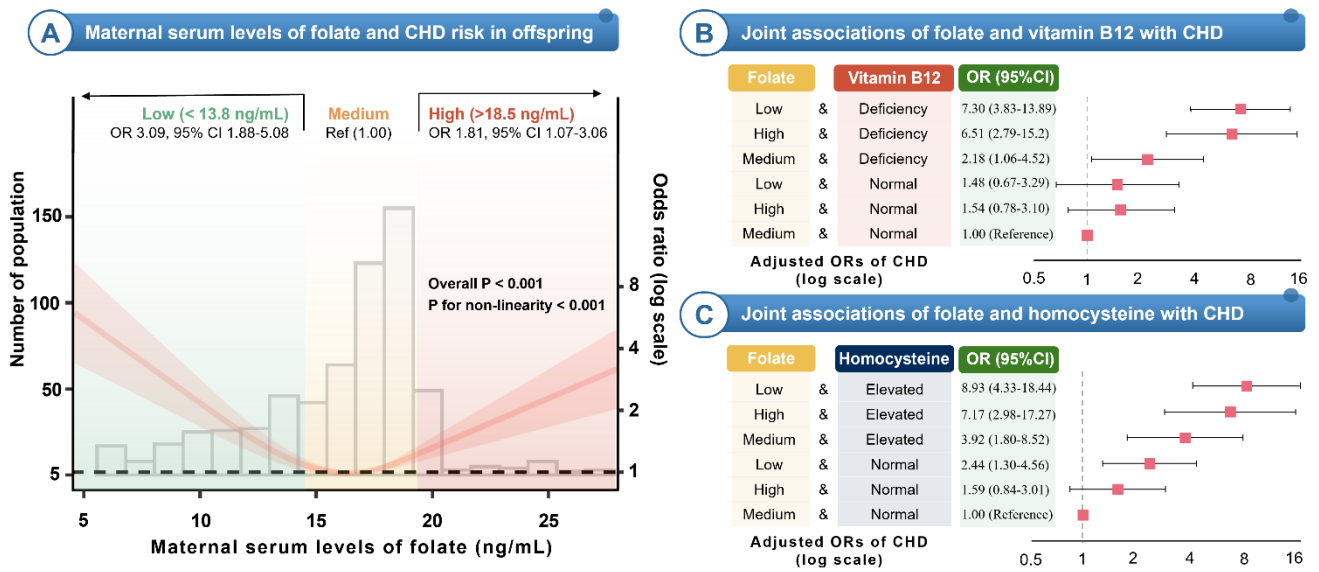 A
Maternal serum levels of folate and CHD risk in offspring
Low (< 13.8 ng/mL)
OR 3.09, 95% CI 1.88-5.08
Medium
Ref (1.00)
High (>18.5 ng/mL)
OR 1.81, 95% CI 1.07-3.06
Number of population
150
100
50
5
Overall P < 0.001
P for non-linearity < 0.001
Odds ratio (log scale)
8
4
2
1
5 10 15 20 25
Maternal serum levels of folate (ng/mL)
B
Joint associations of folate and vitamin B12 with CHD
Folate Vitamin B12 OR (95%CI)
Low & Deficiency 7.30 (3.83-13.89)
High & Deficiency 6.51 (2.79-15.2)
Medium & Deficiency 2.18 (1.06-4.52)
Low & Normal 1.48 (0.67-3.29)
High & Normal 1.54 (0.78-3.10)
Medium & Normal 1.00 (Reference)
Adjusted ORs of CHD
(log scale)
0.5 1 2 4 8 16
C
Joint associations of folate and homocysteine with CHD
Folate Homocysteine OR (95%CI)
Low & Elevated 8.93 (4.33-18.44)
High & Elevated 7.17 (2.98-17.27)
Medium & Elevated 3.92 (1.80-8.52)
Low & Normal 2.44 (1.30-4.56)
High & Normal 1.59 (0.84-3.01)
Medium & Normal 1.00 (Reference)
Adjusted ORs of CHD
(log scale)
0.5 1 2 4 8 16